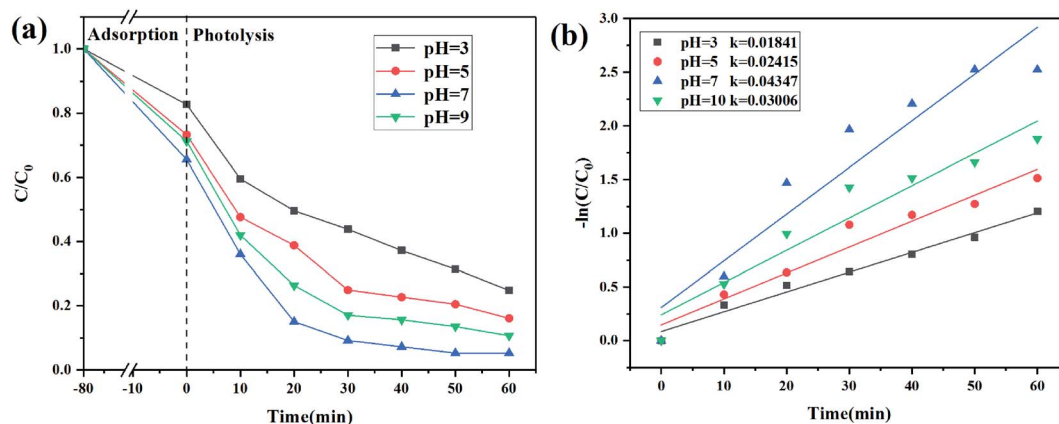 (a)
Adsorption
Photolysis
pH=3
pH=5
pH=7
pH=9
1.0
0.8
0.6
0.4
0.2
0.0
C/C0
-80
-10
0
10
20
30
40
50
60
Time(min)
(b)
pH=3 k=0.01841
pH=5 k=0.02415
pH=7 k=0.04347
pH=10 k=0.03006
3.0
2.5
2.0
1.5
1.0
0.5
0.0
-ln(C/C0)
0
10
20
30
40
50
60
Time(min)